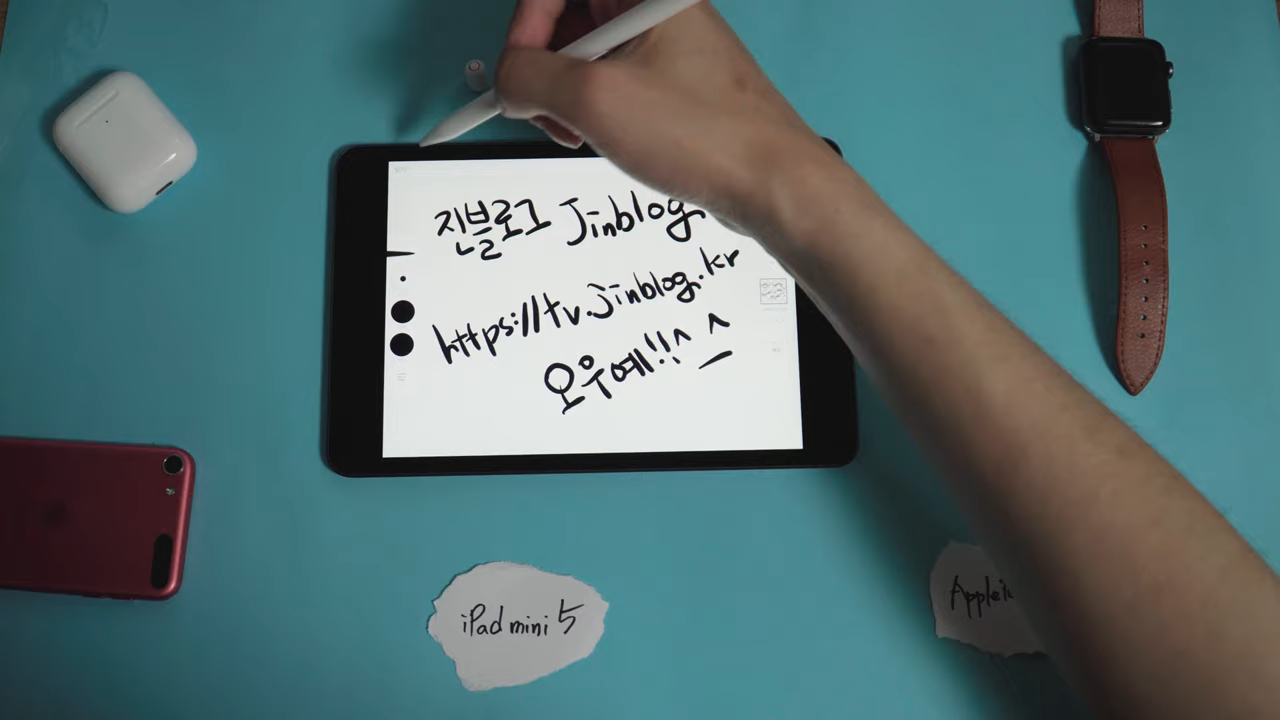 진블로그 Jinblog
https://tv.jinblog.kr
오우예!!^_^
iPad mini 5